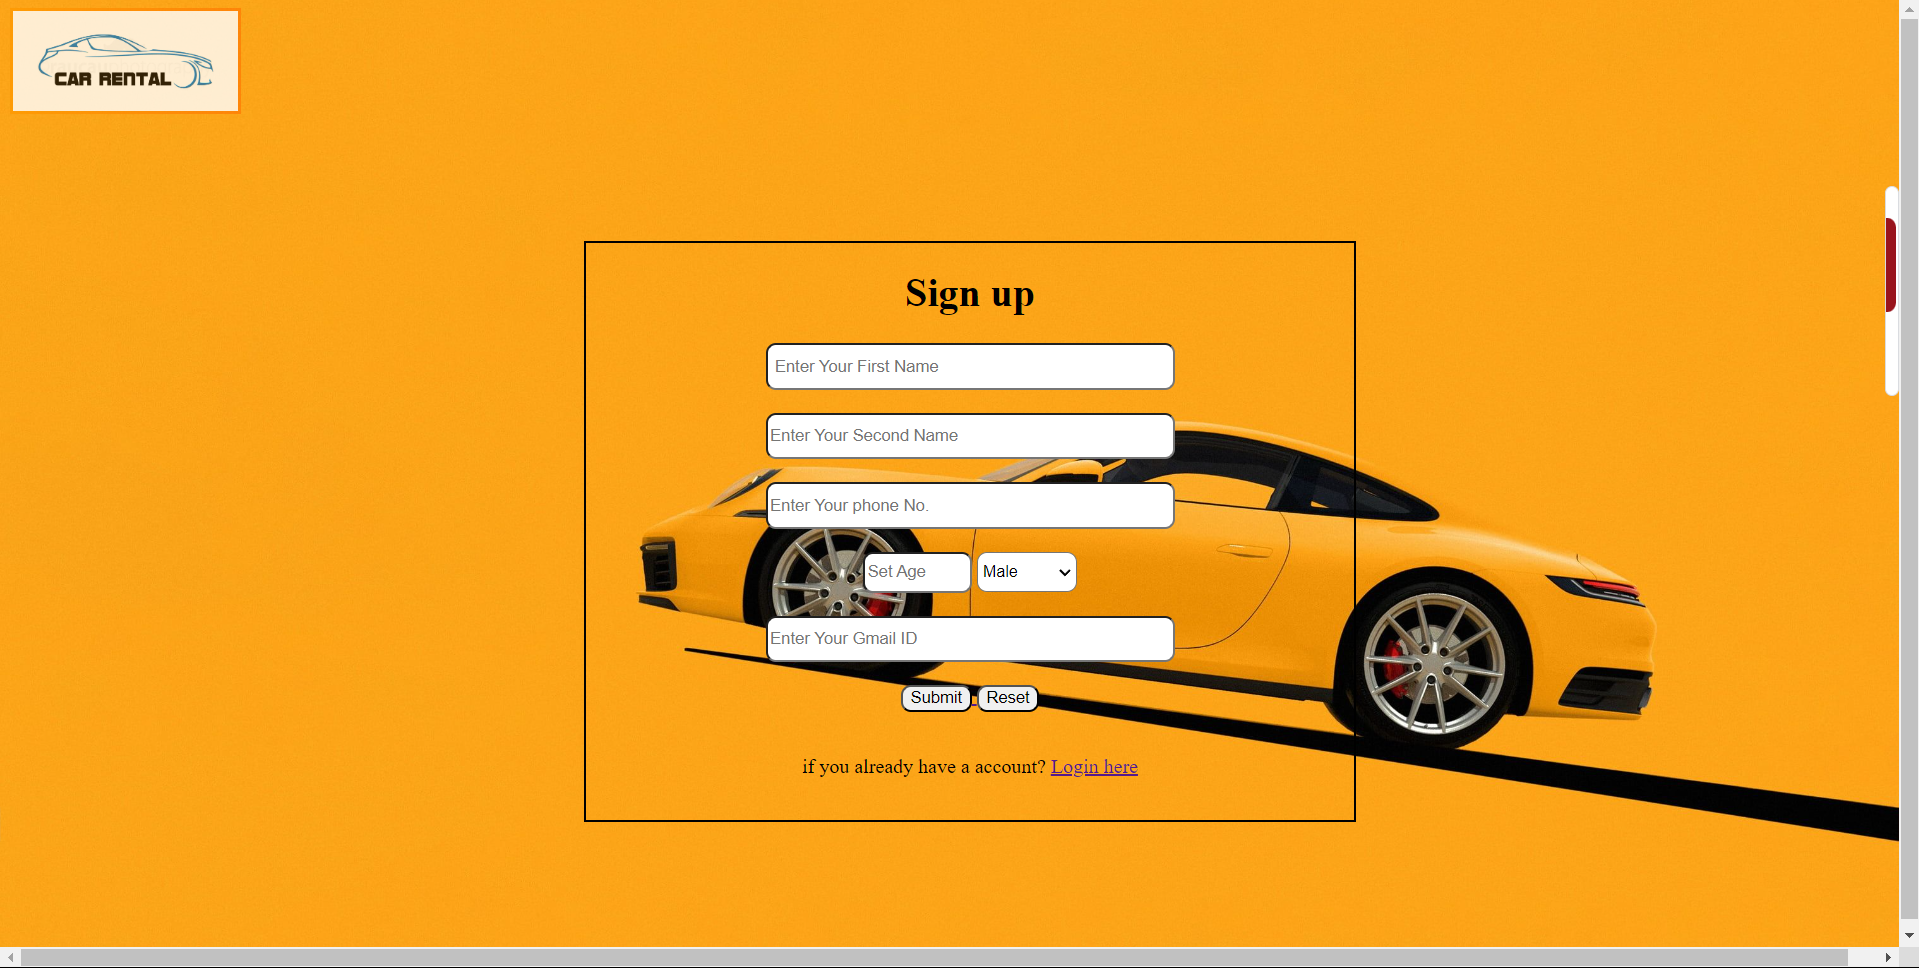 CAR RENTAL
Sign up
Enter Your First Name
Enter Your Second Name
Enter Your phone No.
Set Age Male
Enter Your Gmail ID
Submit Reset
if you already have a account? Login here